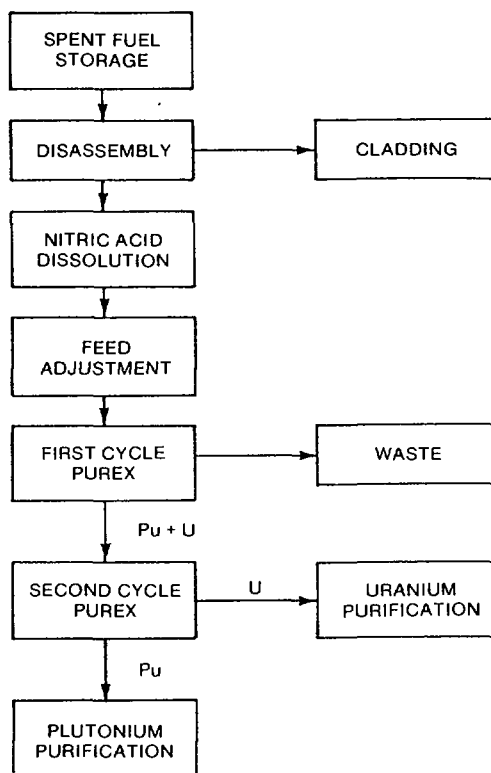 SPENT FUEL
STORAGE
DISASSEMBLY
CLADDING
NITRIC ACID
DISSOLUTION
FEED
ADJUSTMENT
FIRST CYCLE
PUREX
WASTE
Pu + U
SECOND CYCLE
PUREX
U
URANIUM
PURIFICATION
Pu
PLUTONIUM
PURIFICATION